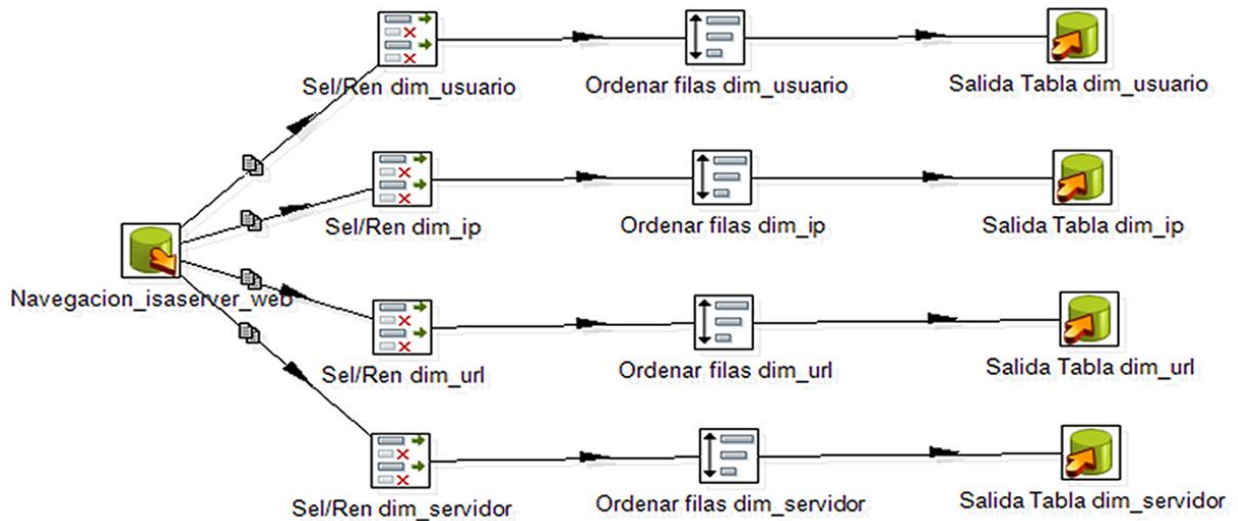 Sel/Ren dim_usuario
Ordenar filas dim_usuario
Salida Tabla dim_usuario
Sel/Ren dim_ip
Ordenar filas dim_ip
Salida Tabla dim_ip
Navegacion_isaserver_web
Sel/Ren dim_url
Ordenar filas dim_url
Salida Tabla dim_url
Sel/Ren dim_servidor
Ordenar filas dim_servidor
Salida Tabla dim_servidor